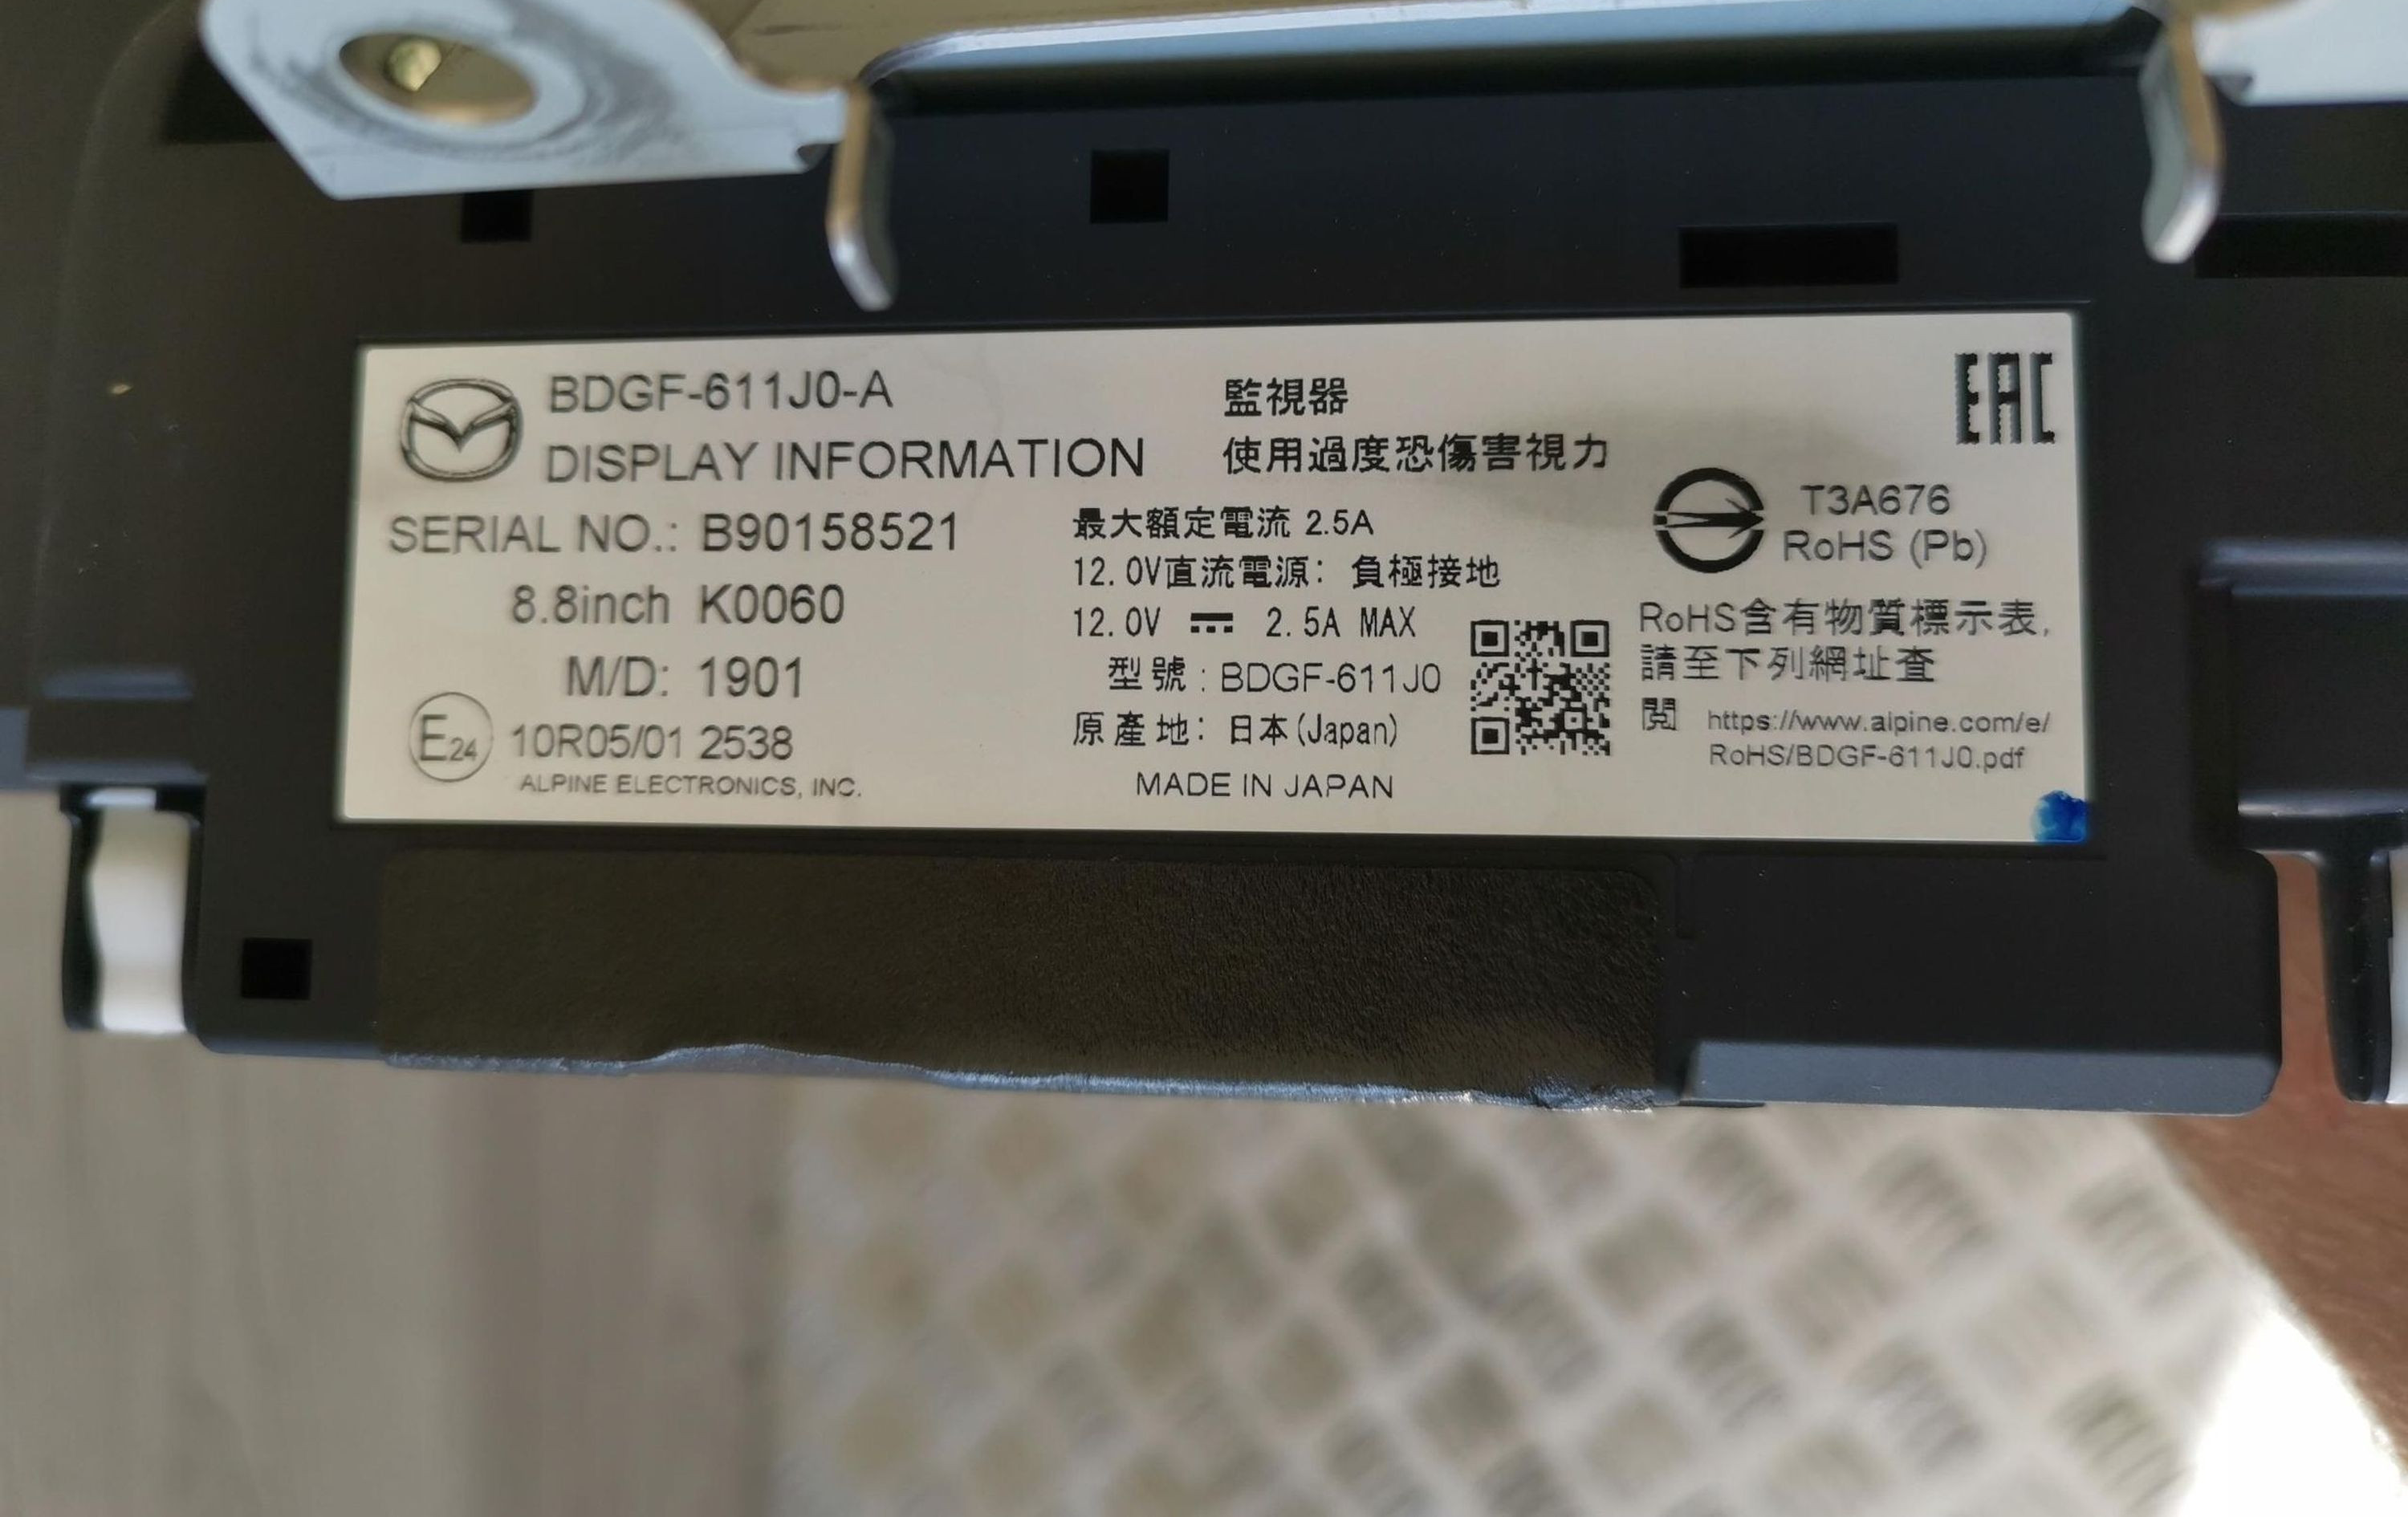 BDGF-611J0-A
DISPLAY INFORMATION
SERIAL NO.: B90158521
8.8inch K0060
M/D: 1901
E24 10R05/01 2538
ALPINE ELECTRONICS, INC.
監視器
使用過度恐傷害視力
最大額定電流 2.5A
12.0V直流電源: 負極接地
12.0V 2.5A MAX
型號: BDGF-611J0
原產地: 日本(Japan)
MADE IN JAPAN
EAC
T3A676
RoHS (Pb)
RoHS含有物質標示表,
請至下列網址查
閱 https://www.alpine.com/e/
RoHS/BDGF-611J0.pdf